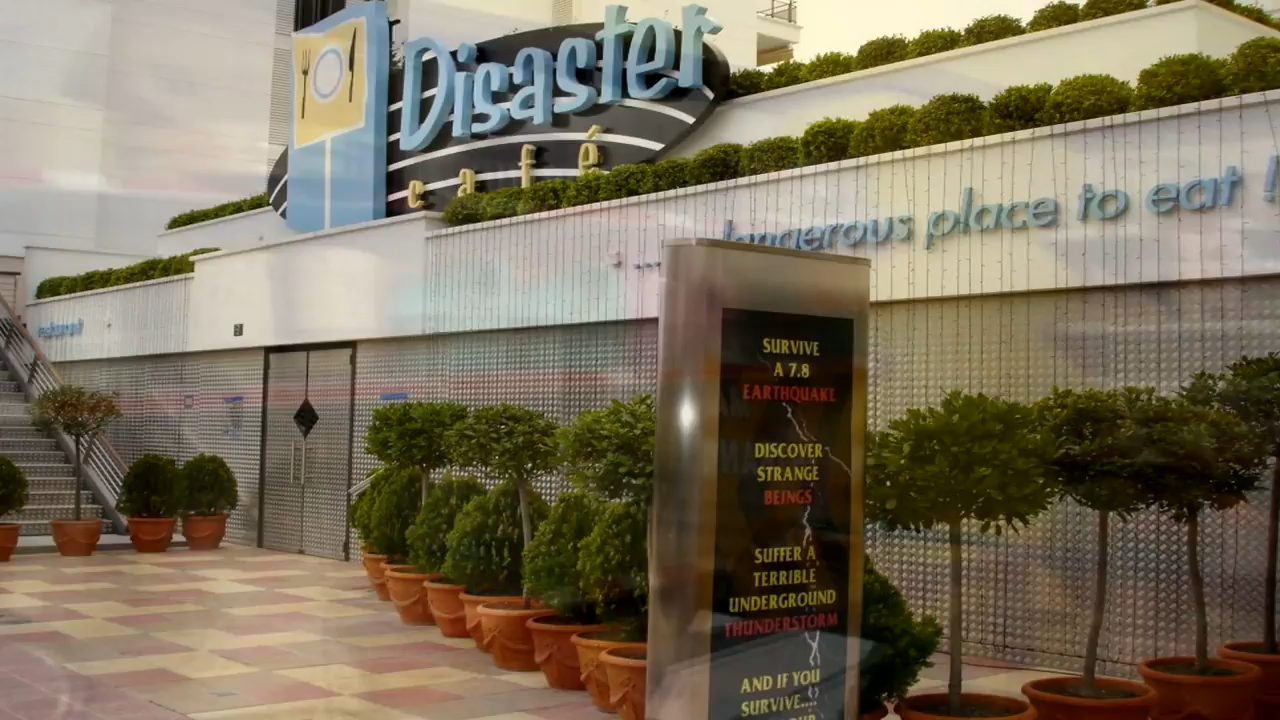 Disaster
café
... dangerous place to eat !
restaurant
SURVIVE
A 7.8
EARTHQUAKE
DISCOVER
STRANGE
BEINGS
SUFFER A
TERRIBLE
UNDERGROUND
THUNDERSTORM
AND IF YOU
SURVIVE....